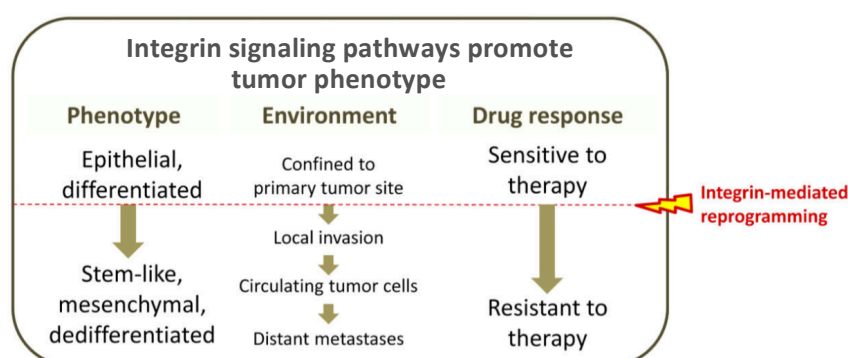 Integrin signaling pathways promote
tumor phenotype
Phenotype
Environment
Drug response
Epithelial,
differentiated
Confined to
primary tumor site
Sensitive to
therapy
Integrin-mediated
reprogramming
Local invasion
Stem-like,
mesenchymal,
dedifferentiated
Circulating tumor cells
Distant metastases
Resistant to
therapy